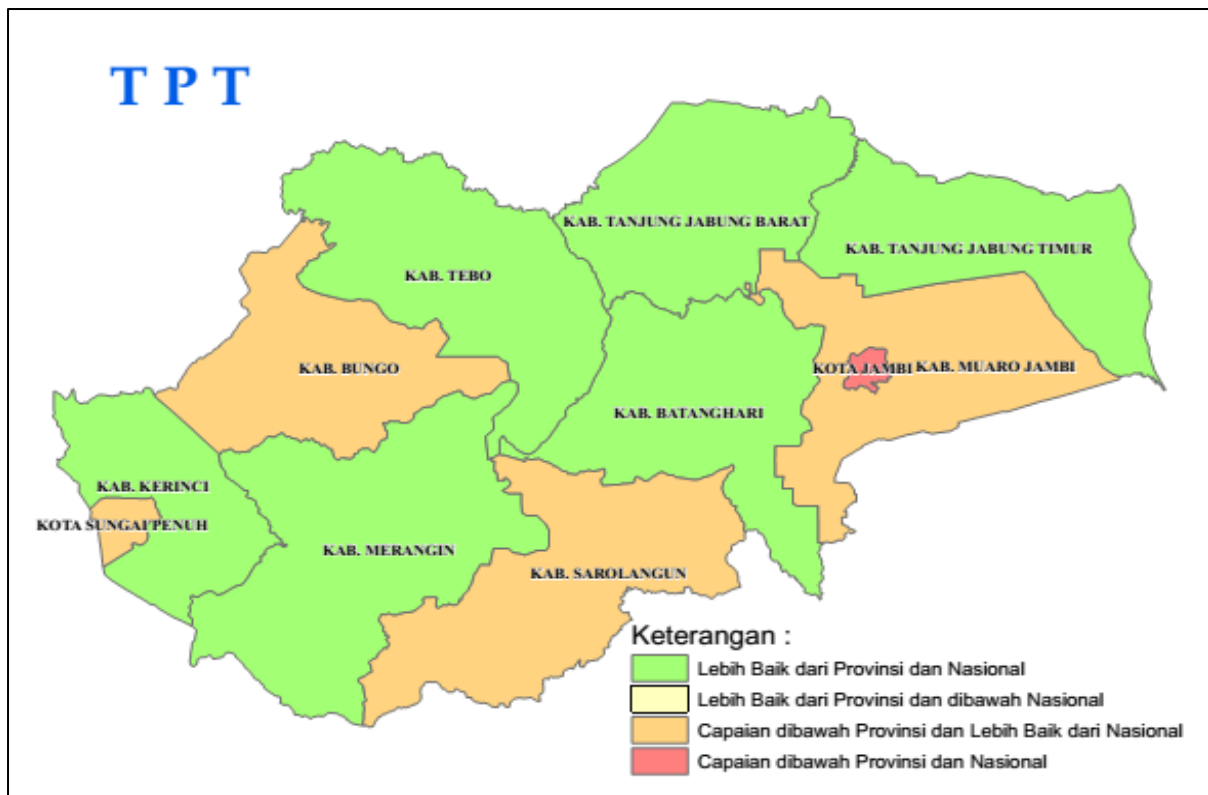 T P T
KAB. TANJUNG JABUNG BARAT
KAB. TANJUNG JABUNG TIMUR
KAB. TEBO
KAB. BUNGO
KOTA JAMBI
KAB. MUARO JAMBI
KAB. BATANGHARI
KAB. KERINCI
KOTA SUNGAI PENUH
KAB. MERANGIN
KAB. SAROLANGUN
Keterangan :
Lebih Baik dari Provinsi dan Nasional
Lebih Baik dari Provinsi dan dibawah Nasional
Capaian dibawah Provinsi dan Lebih Baik dari Nasional
Capaian dibawah Provinsi dan Nasional